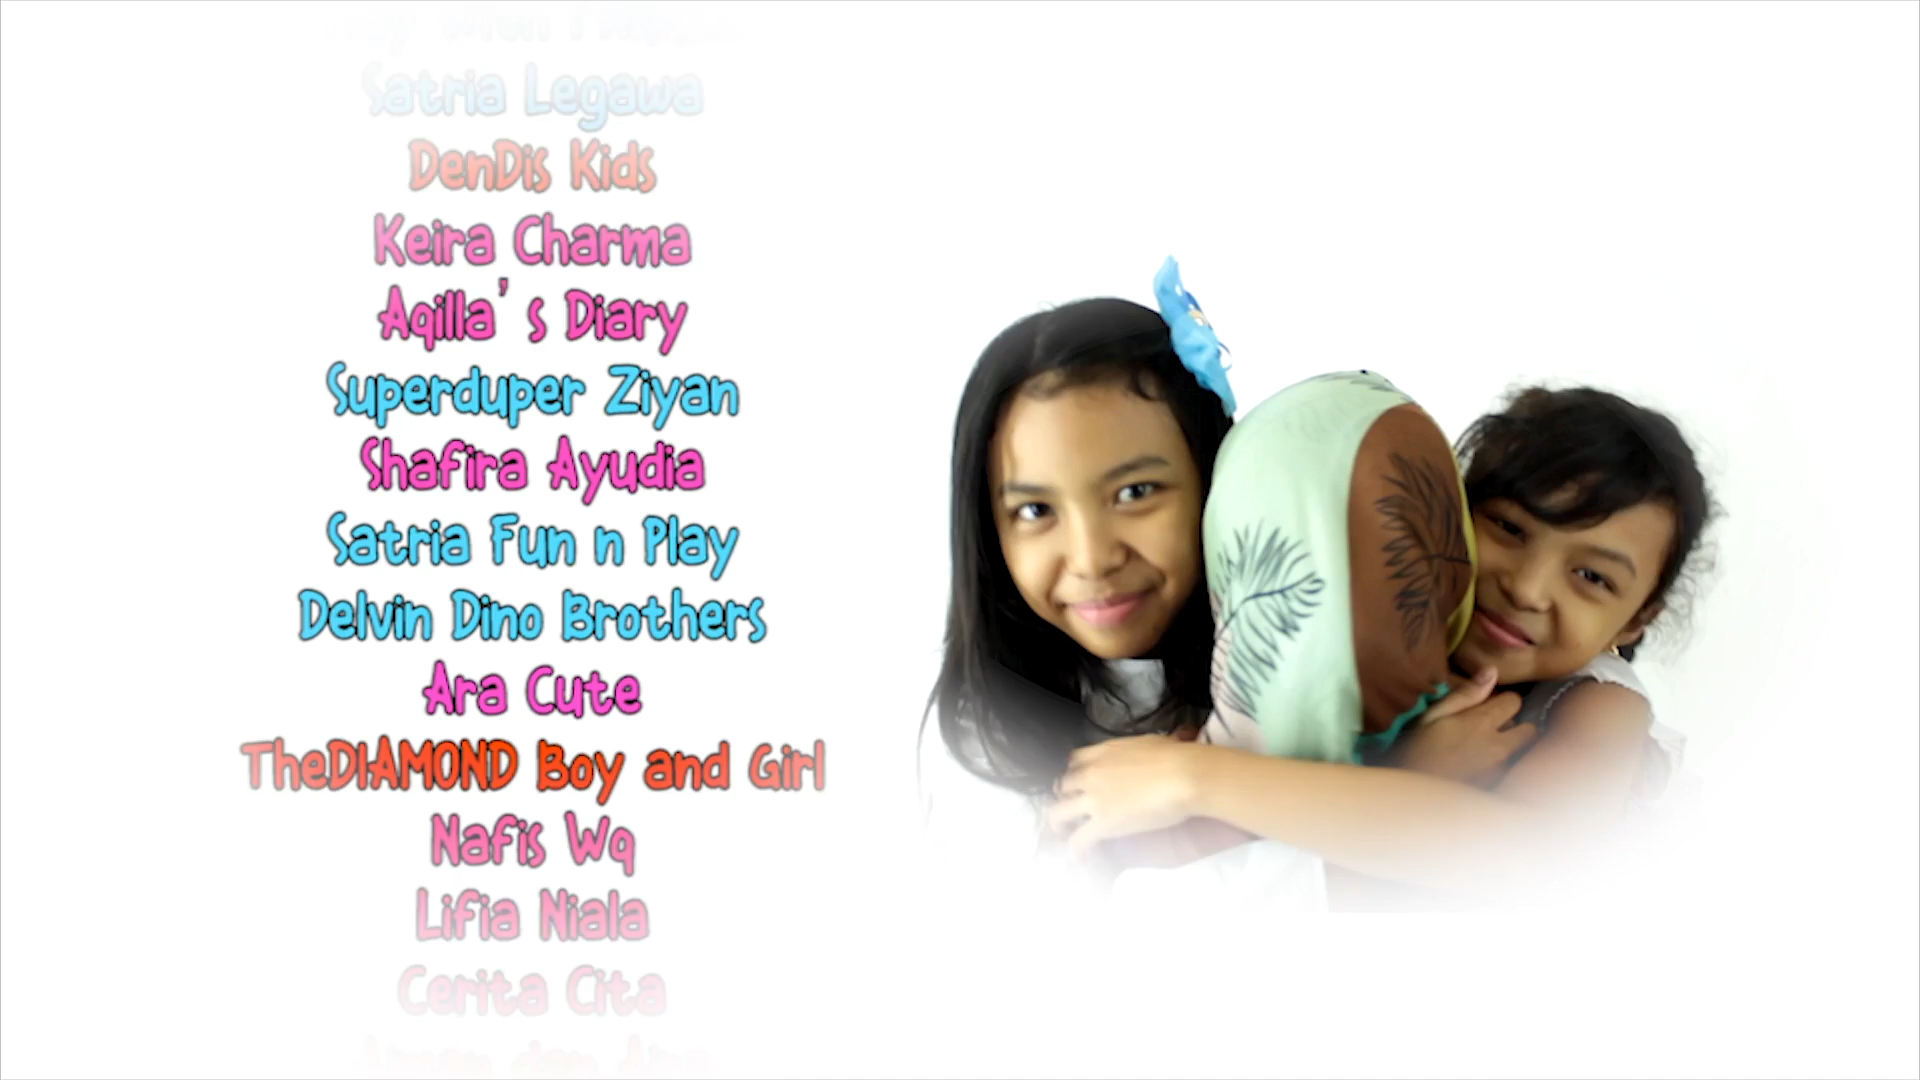 Satria Legawa
DenDis Kids
Keira Charma
Aqilla's Diary
Superduper Ziyan
Shafira Ayudia
Satria Fun n Play
Delvin Dino Brothers
Ara Cute
TheDIAMOND Boy and Girl
Nafis Wq
Lifia Niala
Cerita Cita